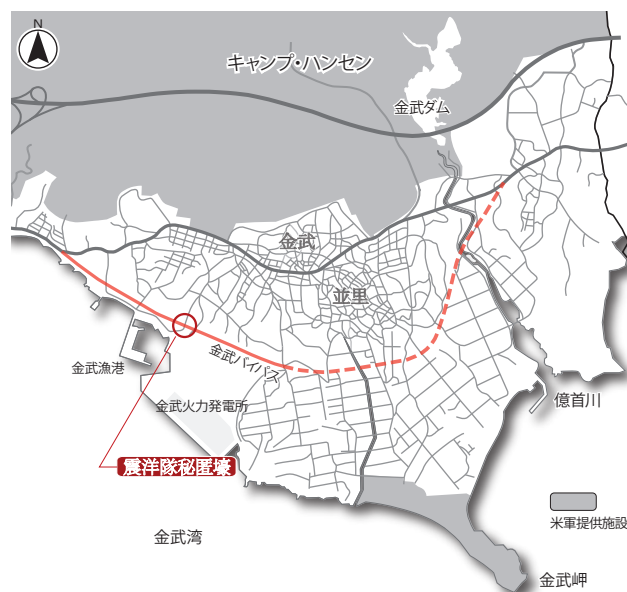 N
キャンプ・ハンセン
金武ダム
金武
並里
金武バイパス
金武漁港
金武火力発電所
億首川
震洋隊秘匿壕
米軍提供施設
金武湾
金武岬